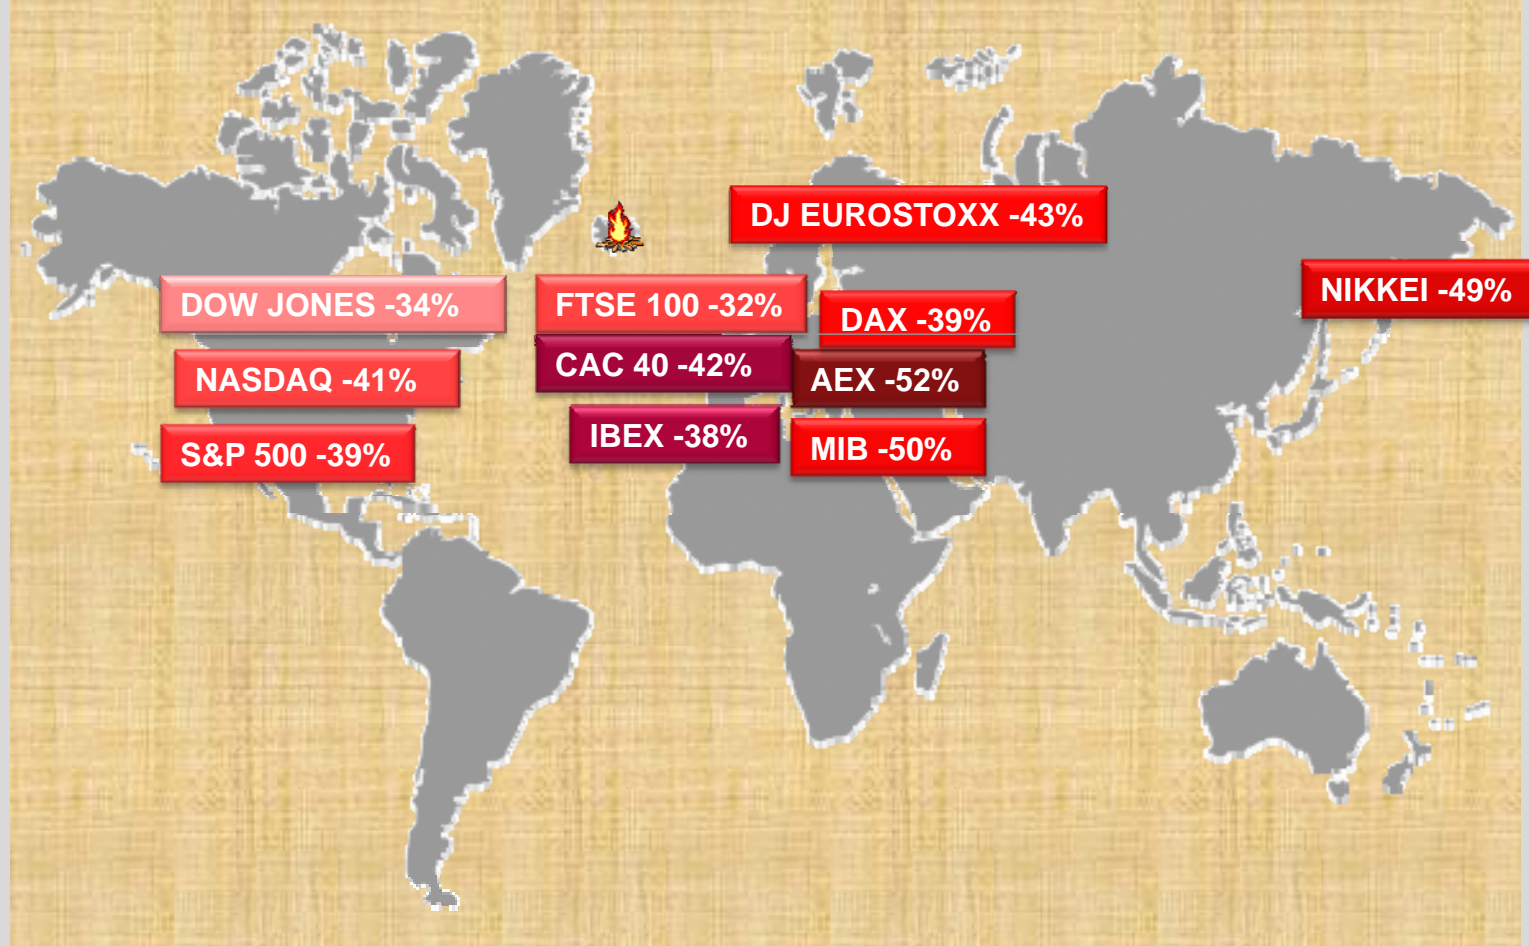 DJ EUROSTOXX -43%
NIKKEI -49%
DOW JONES -34%
FTSE 100 -32%
DAX -39%
NASDAQ -41%
CAC 40 -42%
AEX -52%
IBEX -38%
MIB -50%
S&P 500 -39%